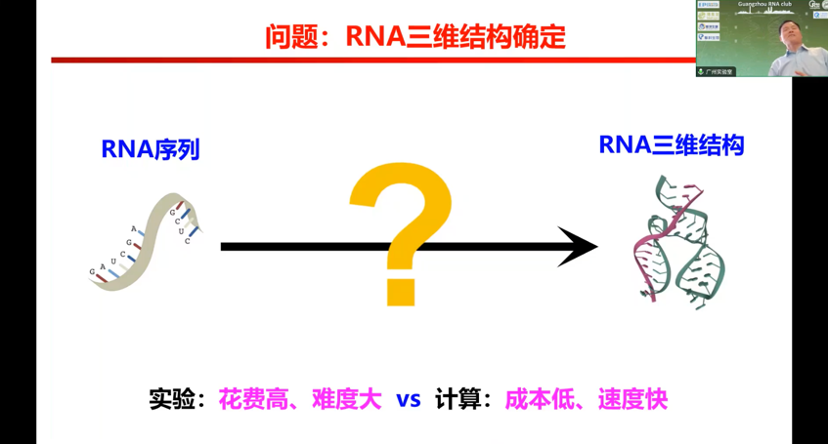 问题：RNA三维结构确定
Guangzhou RNA club
广州实验室
RNA序列
RNA三维结构
G A U C G A
G C U C
实验：花费高、难度大 vs 计算：成本低、速度快